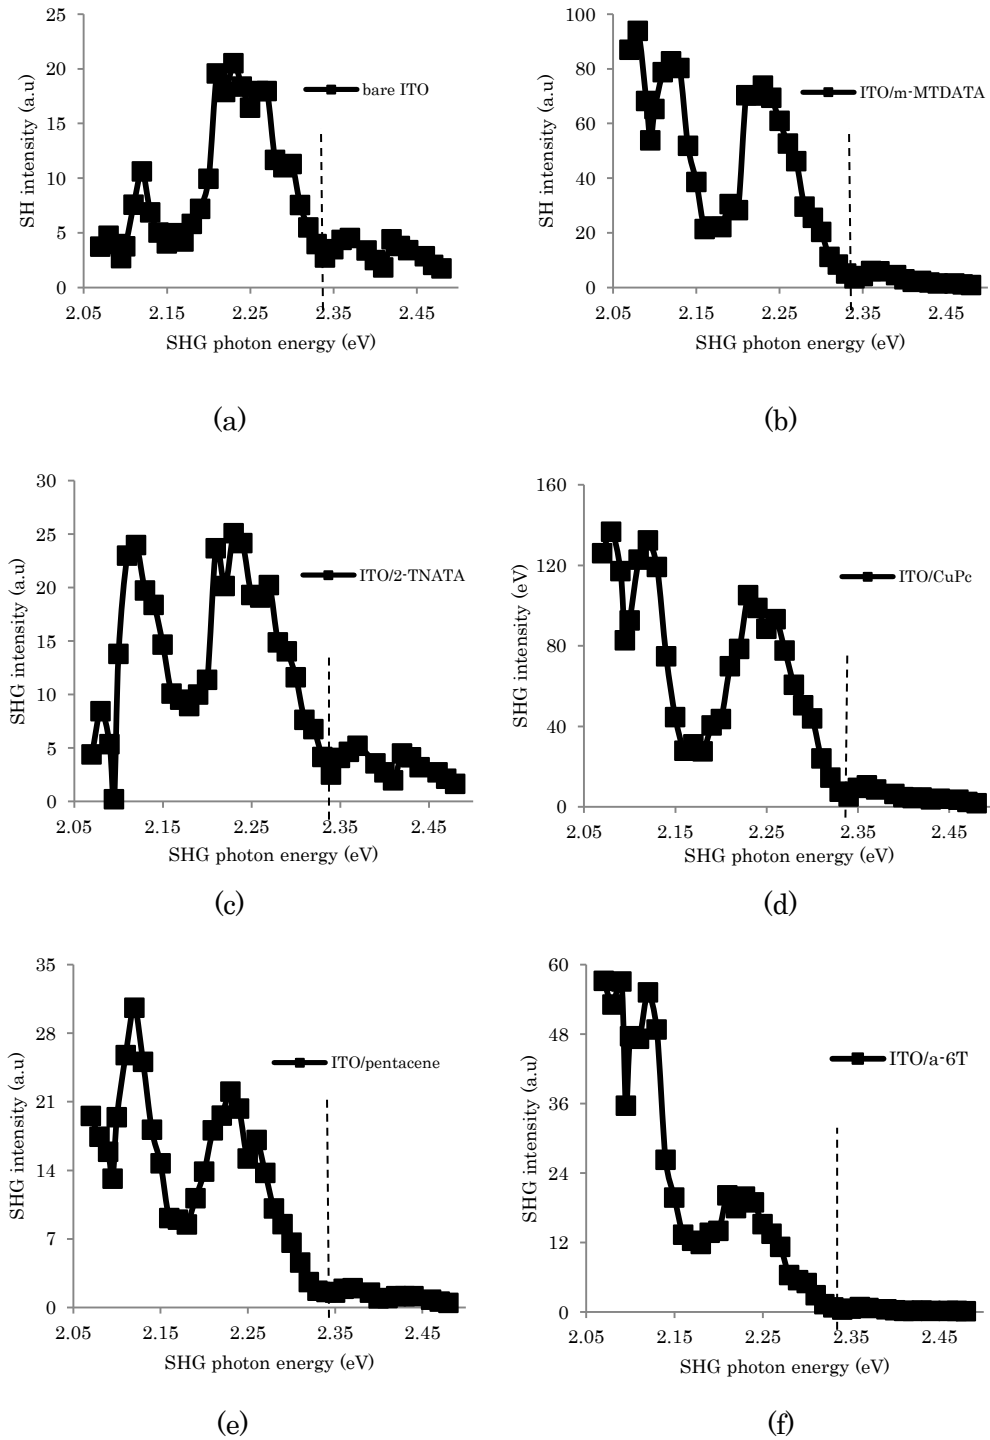 25
20
15
10
5
0
SH intensity (a.u)
bare ITO
2.05 2.15 2.25 2.35 2.45
SHG photon energy (eV)
(a)
100
80
60
40
20
0
SH intensity (a.u)
ITO/m-MTDATA
2.05 2.15 2.25 2.35 2.45
SHG photon energy (eV)
(b)
30
25
20
15
10
5
0
SHG intensity (a.u)
ITO/2-TNATA
2.05 2.15 2.25 2.35 2.45
SHG photon energy (eV)
(c)
160
120
80
40
0
SHG intensity (eV)
ITO/CuPc
2.05 2.15 2.25 2.35 2.45
SHG photon energy (eV)
(d)
35
28
21
14
7
0
SHG intensity (a.u)
ITO/pentacene
2.05 2.15 2.25 2.35 2.45
SHG photon energy (eV)
(e)
60
48
36
24
12
0
SHG intensity (a.u)
ITO/a-6T
2.05 2.15 2.25 2.35 2.45
SHG photon energy (eV)
(f)